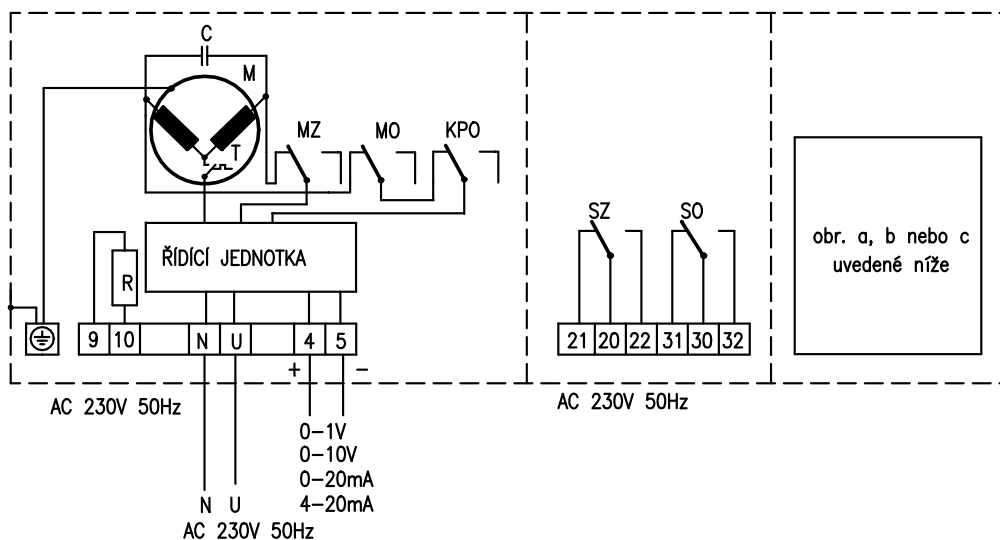 C
M
T
MZ
MO
KPO
ŘÍDÍCÍ JEDNOTKA
R
9 10 N U 4 5
+ −
AC 230V 50Hz
0−1V
0−10V
0−20mA
4−20mA
N U
AC 230V 50Hz
SZ SO
21 20 22 31 30 32
AC 230V 50Hz
obr. a, b nebo c
uvedené níže